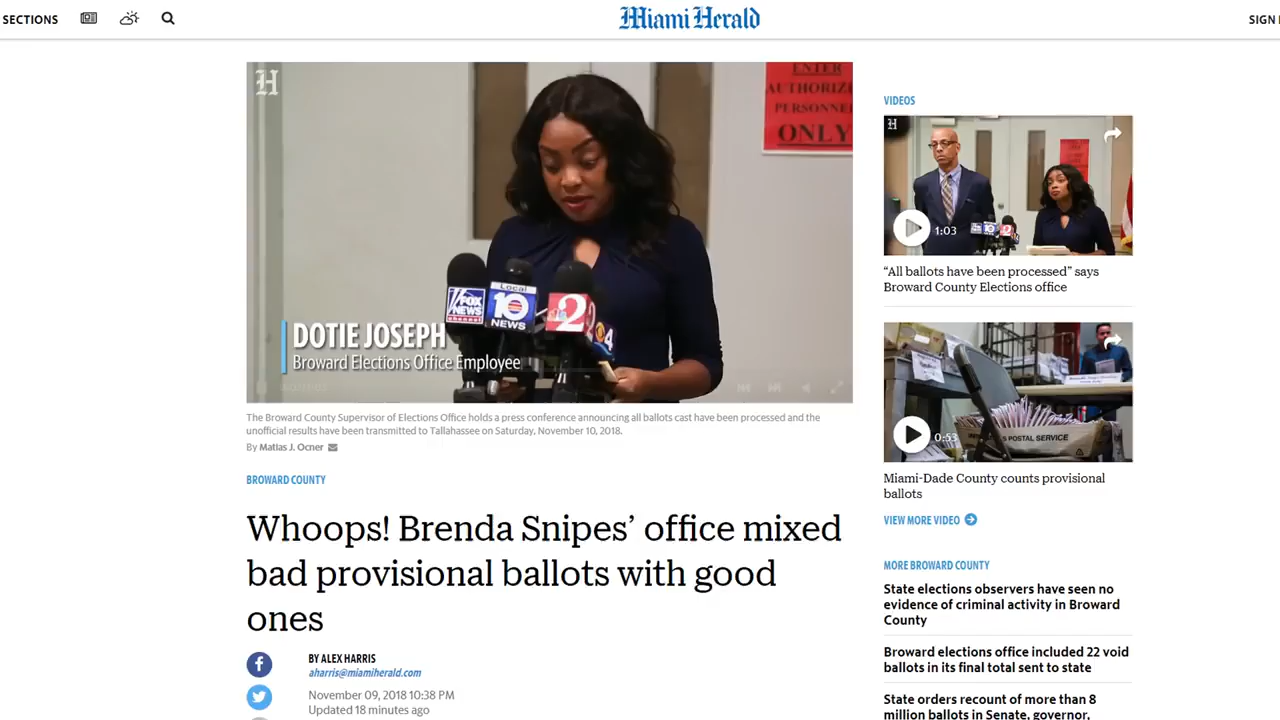 SECTIONS
Miami Herald
SIGN
H
ENTER
AUTHORIZ
PERSONNE
ONLY
FOX
NEWS
channel
Local
10
NEWS
2
4
DOTIE JOSEPH
Broward Elections Office Employee
The Broward County Supervisor of Elections Office holds a press conference announcing all ballots cast have been processed and the
unofficial results have been transmitted to Tallahassee on Saturday, November 10, 2018.
By Matias J. Ocner
BROWARD COUNTY
Whoops! Brenda Snipes’ office mixed
bad provisional ballots with good
ones
BY ALEX HARRIS
aharris@miamiherald.com
November 09, 2018 10:38 PM
Updated 18 minutes ago
VIDEOS
H
10
2
1:03
“All ballots have been processed” says
Broward County Elections office
0:53
POSTAL SERVICE
Miami-Dade County counts provisional
ballots
VIEW MORE VIDEO
MORE BROWARD COUNTY
State elections observers have seen no
evidence of criminal activity in Broward
County
Broward elections office included 22 void
ballots in its final total sent to state
State orders recount of more than 8
million ballots in Senate, governor,